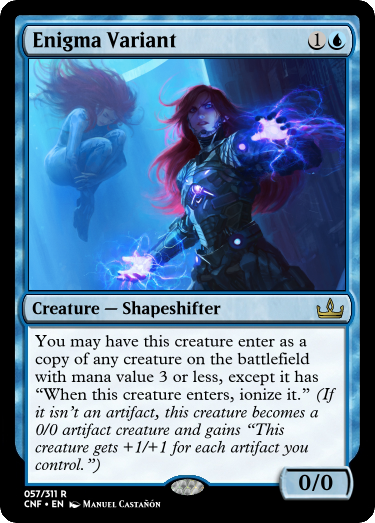 Enigma Variant 1
Creature — Shapeshifter
You may have this creature enter as a
copy of any creature on the battlefield
with mana value 3 or less, except it has
“When this creature enters, ionize it.” (If
it isn’t an artifact, this creature becomes a
0/0 artifact creature and gains “This
creature gets +1/+1 for each artifact you
control.”)
0/0
057/311 R
CNF • EN Manuel Castañón